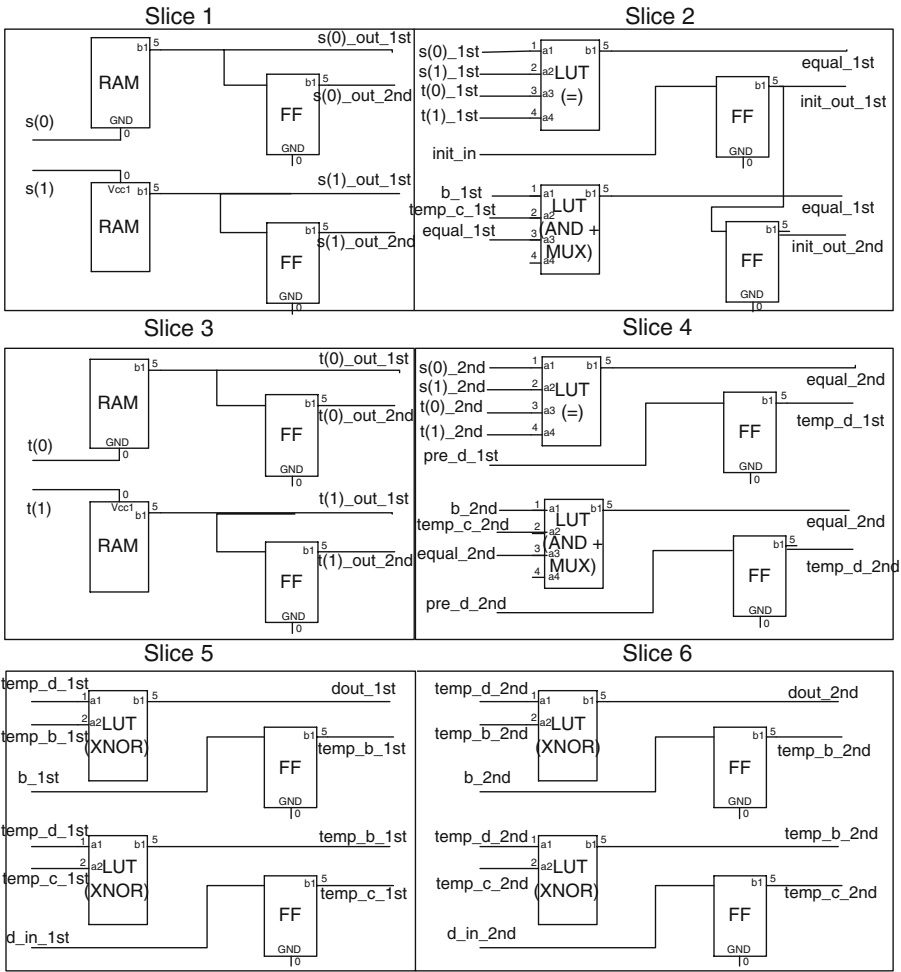 Slice 1
RAM
b1 5
GND
0
s(0)
s(0)_out_1st
FF
b1 5
s(0)_out_2nd
GND
0
s(1)
0
Vcc1
b1 5
RAM
s(1)_out_1st
FF
b1 5
s(1)_out_2nd
GND
0
Slice 2
s(0)_1st 1 a1
s(1)_1st 2 a2
t(0)_1st 3 a3
t(1)_1st 4 a4
LUT
(=)
b1 5
equal_1st
init_in
FF
b1 5
init_out_1st
GND
0
b_1st 1 a1
temp_c_1st 2 a2
equal_1st 3 a3
4 a4
LUT
(AND +
MUX)
b1 5
equal_1st
FF
b1 5
init_out_2nd
GND
0
Slice 3
RAM
b1 5
GND
0
t(0)
t(0)_out_1st
FF
b1 5
t(0)_out_2nd
GND
0
t(1)
0
Vcc1
b1 5
RAM
t(1)_out_1st
FF
b1 5
t(1)_out_2nd
GND
0
Slice 4
s(0)_2nd 1 a1
s(1)_2nd 2 a2
t(0)_2nd 3 a3
t(1)_2nd 4 a4
LUT
(=)
b1 5
equal_2nd
pre_d_1st
FF
b1 5
temp_d_1st
GND
0
b_2nd 1 a1
temp_c_2nd 2 a2
equal_2nd 3 a3
4 a4
LUT
(AND +
MUX)
b1 5
equal_2nd
pre_d_2nd
FF
b1 5
temp_d_2nd
GND
0
Slice 5
temp_d_1st 1 a1
temp_b_1st 2 a2
LUT
(XNOR)
b1 5
dout_1st
b_1st
FF
b1 5
temp_b_1st
GND
0
temp_d_1st 1 a1
temp_c_1st 2 a2
LUT
(XNOR)
b1 5
temp_b_1st
d_in_1st
FF
b1 5
temp_c_1st
GND
0
Slice 6
temp_d_2nd 1 a1
temp_b_2nd 2 a2
LUT
(XNOR)
b1 5
dout_2nd
b_2nd
FF
b1 5
temp_b_2nd
GND
0
temp_d_2nd 1 a1
temp_c_2nd 2 a2
LUT
(XNOR)
b1 5
temp_b_2nd
d_in_2nd
FF
b1 5
temp_c_2nd
GND
0